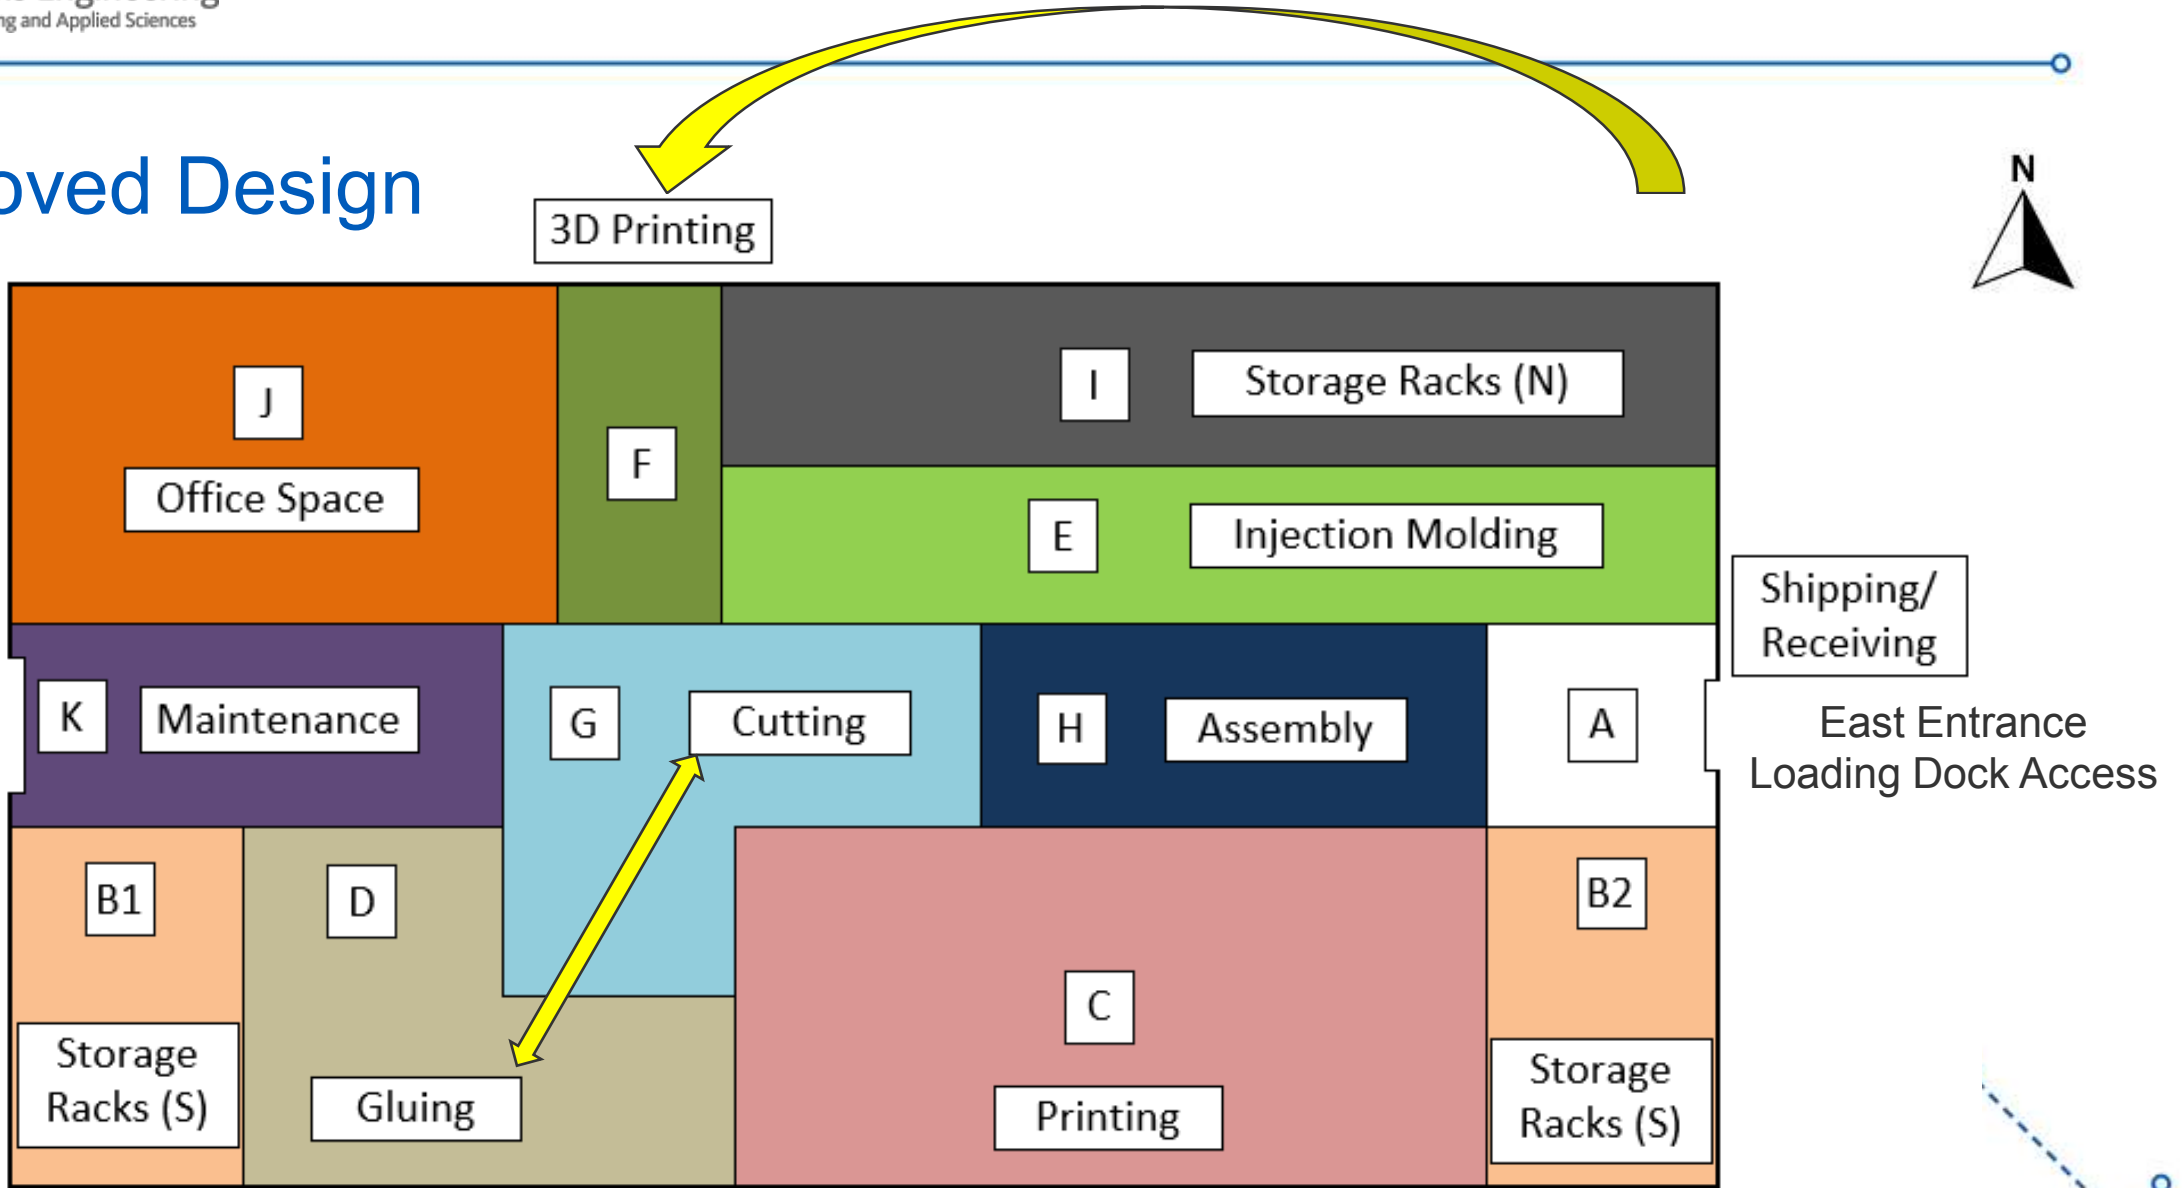 ng and Applied Sciences
oved Design
3D Printing
N
J
Office Space
F
I
Storage Racks (N)
E
Injection Molding
Shipping/
Receiving
East Entrance
Loading Dock Access
K
Maintenance
G
Cutting
H
Assembly
A
B1
Storage
Racks (S)
D
Gluing
C
Printing
B2
Storage
Racks (S)